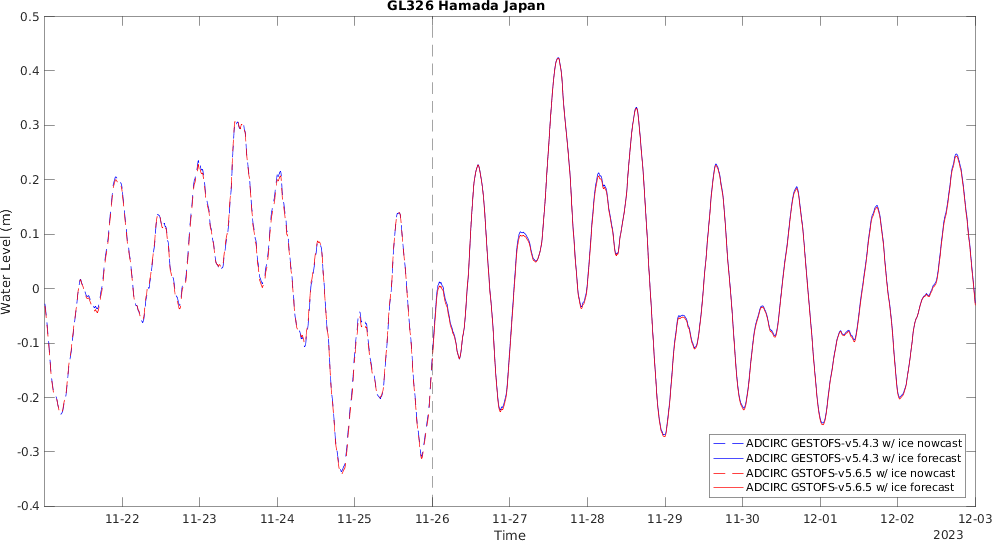 GL326 Hamada Japan
0.5
0.4
0.3
0.2
0.1
0
-0.1
-0.2
-0.3
-0.4
Water Level (m)
ADCIRC GESTOFS-v5.4.3 w/ ice nowcast
ADCIRC GESTOFS-v5.4.3 w/ ice forecast
ADCIRC GSTOFS-v5.6.5 w/ ice nowcast
ADCIRC GSTOFS-v5.6.5 w/ ice forecast
11-22 11-23 11-24 11-25 11-26 11-27 11-28 11-29 11-30 12-01 12-02 12-03
Time
2023